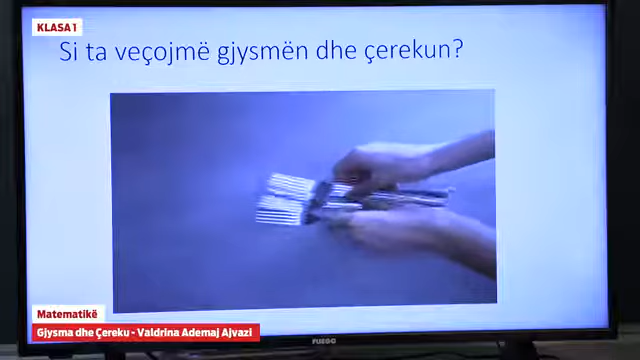 KLASA 1
Si ta veçojmë gjysmën dhe çerekun?
Matematikë
Gjysma dhe Çereku - Valdrina Ademaj Ajvazi
FUEGO